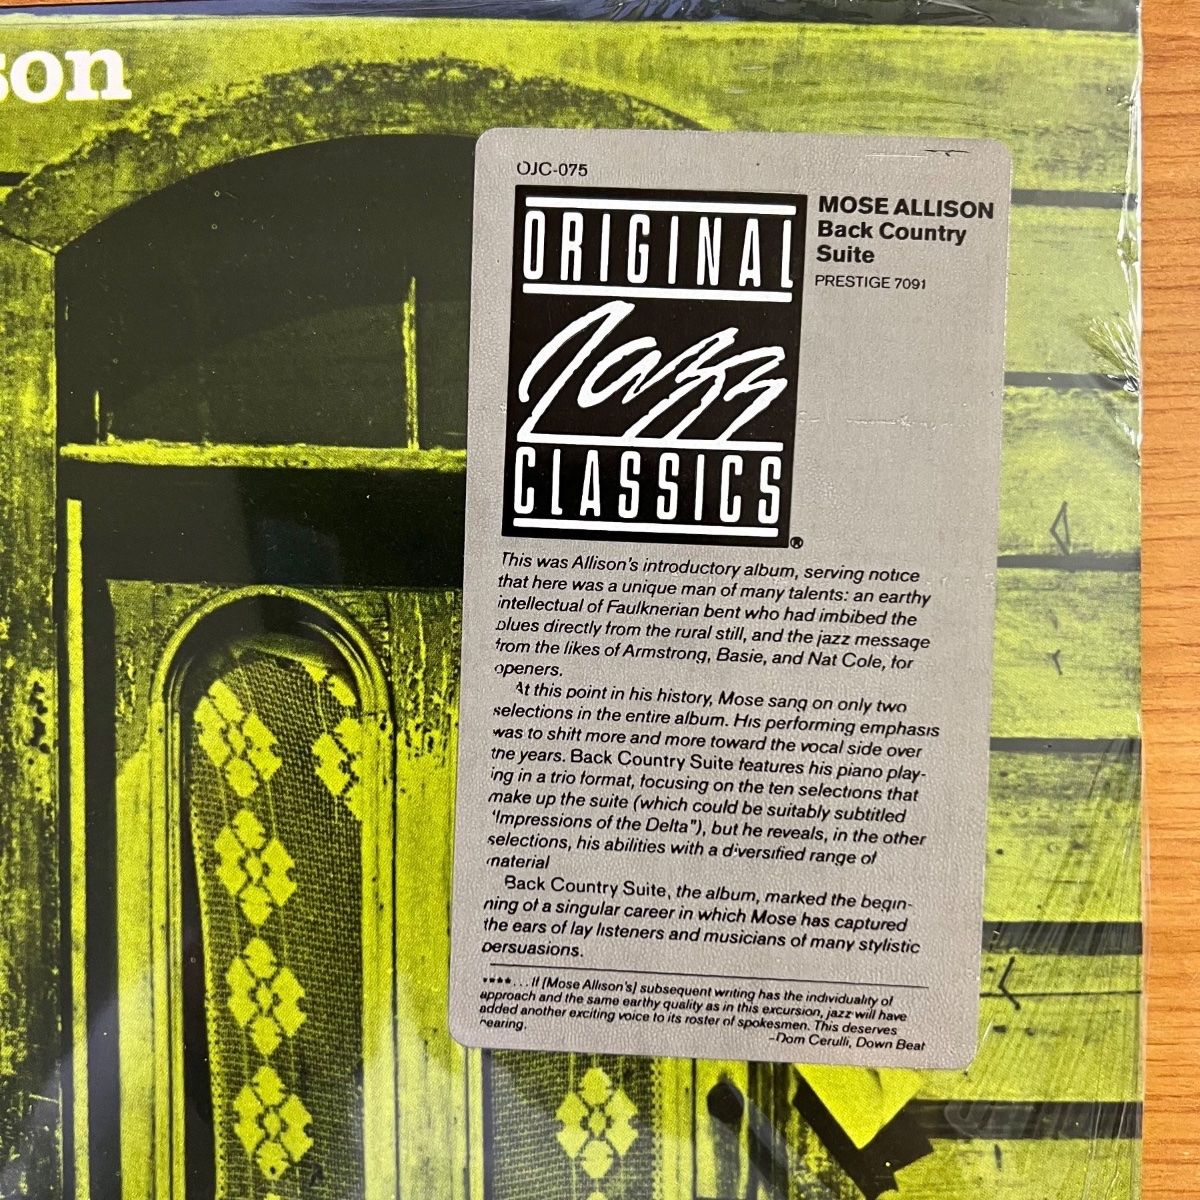 son
OJC-075
ORIGINAL
Jazz
CLASSICS
®
MOSE ALLISON
Back Country
Suite
PRESTIGE 7091
This was Allison's introductory album, serving notice
that here was a unique man of many talents: an earthy
intellectual of Faulknerian bent who had imbibed the
blues directly from the rural still, and the jazz message
from the likes of Armstrong, Basie, and Nat Cole, for
openers.
At this point in his history, Mose sang on only two
selections in the entire album. His performing emphasis
was to shift more and more toward the vocal side over
the years. Back Country Suite features his piano play-
ing in a trio format, focusing on the ten selections that
make up the suite (which could be suitably subtitled
"Impressions of the Delta"), but he reveals, in the other
selections, his abilities with a diversified range of
material
Back Country Suite, the album, marked the begin-
ning of a singular career in which Mose has captured
the ears of lay listeners and musicians of many stylistic
persuasions.
****...If [Mose Allison's] subsequent writing has the individuality of
approach and the same earthy quality as in this excursion, jazz will have
added another exciting voice to its roster of spokesmen. This deserves
hearing.
–Dom Cerulli, Down Beat